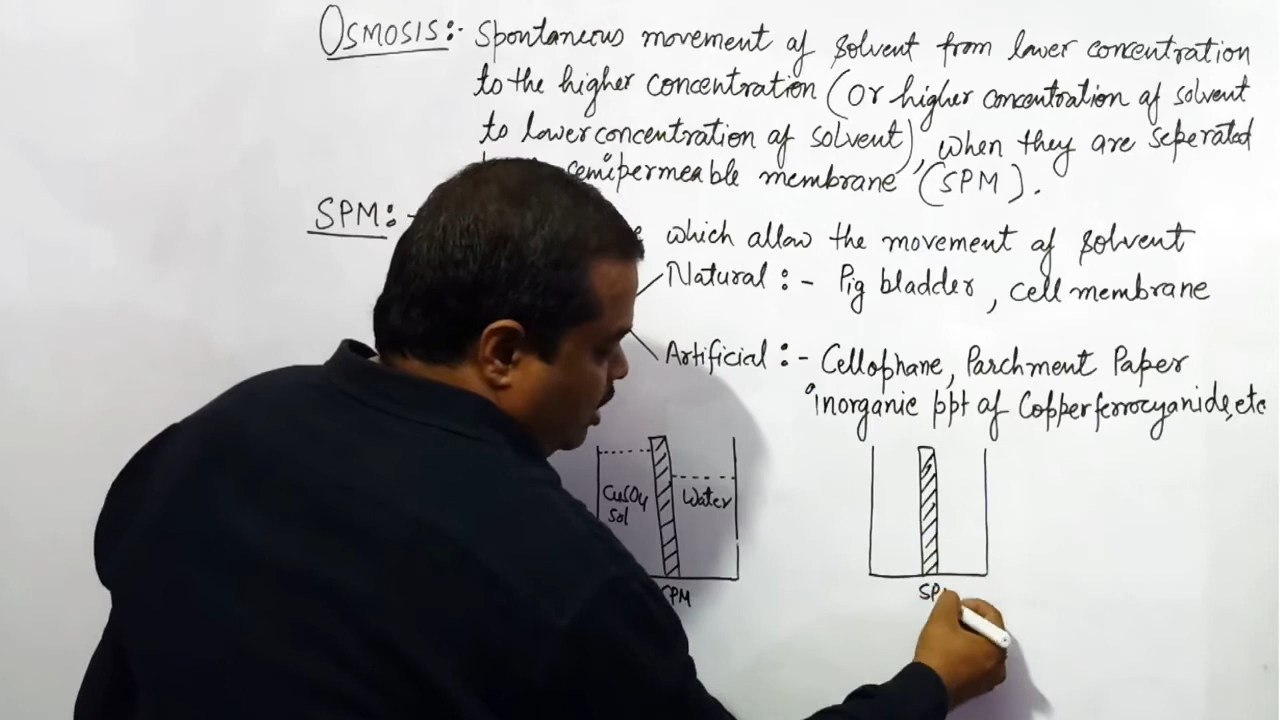 OSMOSIS:- Spontaneous movement of solvent from lower concentration
to the higher concentration (or higher concentration of solvent
to lower concentration of solvent), when they are seperated
semipermeable membrane (SPM).
SPM:- which allow the movement of solvent
Natural:- Pig bladder, cell membrane
Artificial:- Cellophane, Parchment Paper
inorganic ppt of Copperferrocyanide, etc
CuSO4 Water
sol
SPM